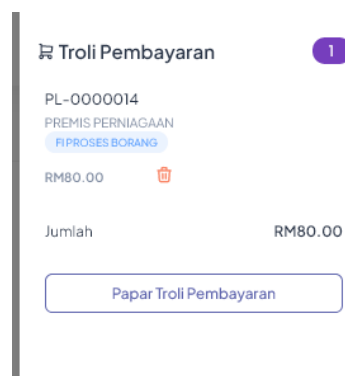 Troli Pembayaran 1
PL-0000014
PREMIS PERNIAGAAN
FI PROSES BORANG
RM80.00
Jumlah RM80.00
Papar Troli Pembayaran